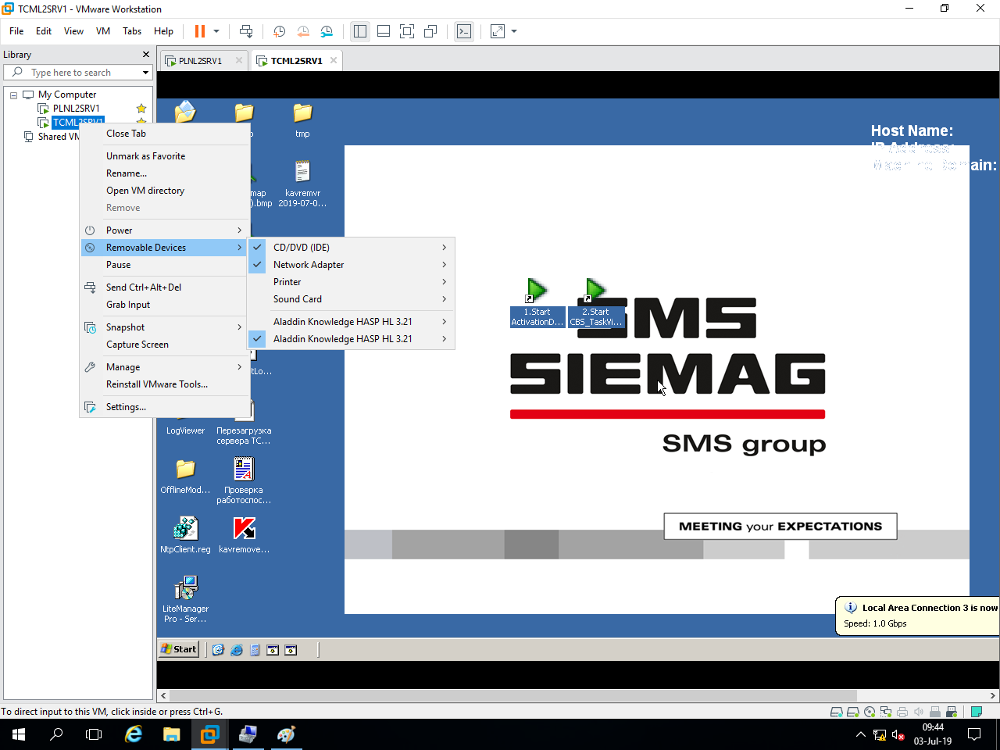 TCML2SRV1 - VMware Workstation
File Edit View VM Tabs Help
Library
Type here to search
My Computer
PLNL2SRV1
TCML2SRV1
Shared VM
PLNL2SRV1
TCML2SRV1
Close Tab
Unmark as Favorite
Rename...
Open VM directory
Remove
Power
Removable Devices
Pause
Send Ctrl+Alt+Del
Grab Input
Snapshot
Capture Screen
Manage
Reinstall VMware Tools...
Settings...
CD/DVD (IDE)
Network Adapter
Printer
Sound Card
Aladdin Knowledge HASP HL 3.21
Aladdin Knowledge HASP HL 3.21
tmp
map
).bmp
kavremvr
2019-07-0...
tLo...
LogViewer
Перезагрузка
сервера ТС...
OfflineMod...
Проверка
работоспос...
NtpClient.reg
kavremove...
LiteManager
Pro - Ser...
Host Name:
IP Address:
Machine Domain:
1.Start
ActivationD...
2.Start
CBS_TaskVi...
SMS
SIEMAG
SMS group
MEETING your EXPECTATIONS
Local Area Connection 3 is now
Speed: 1.0 Gbps
Start
To direct input to this VM, click inside or press Ctrl+G.
09:44
03-Jul-19